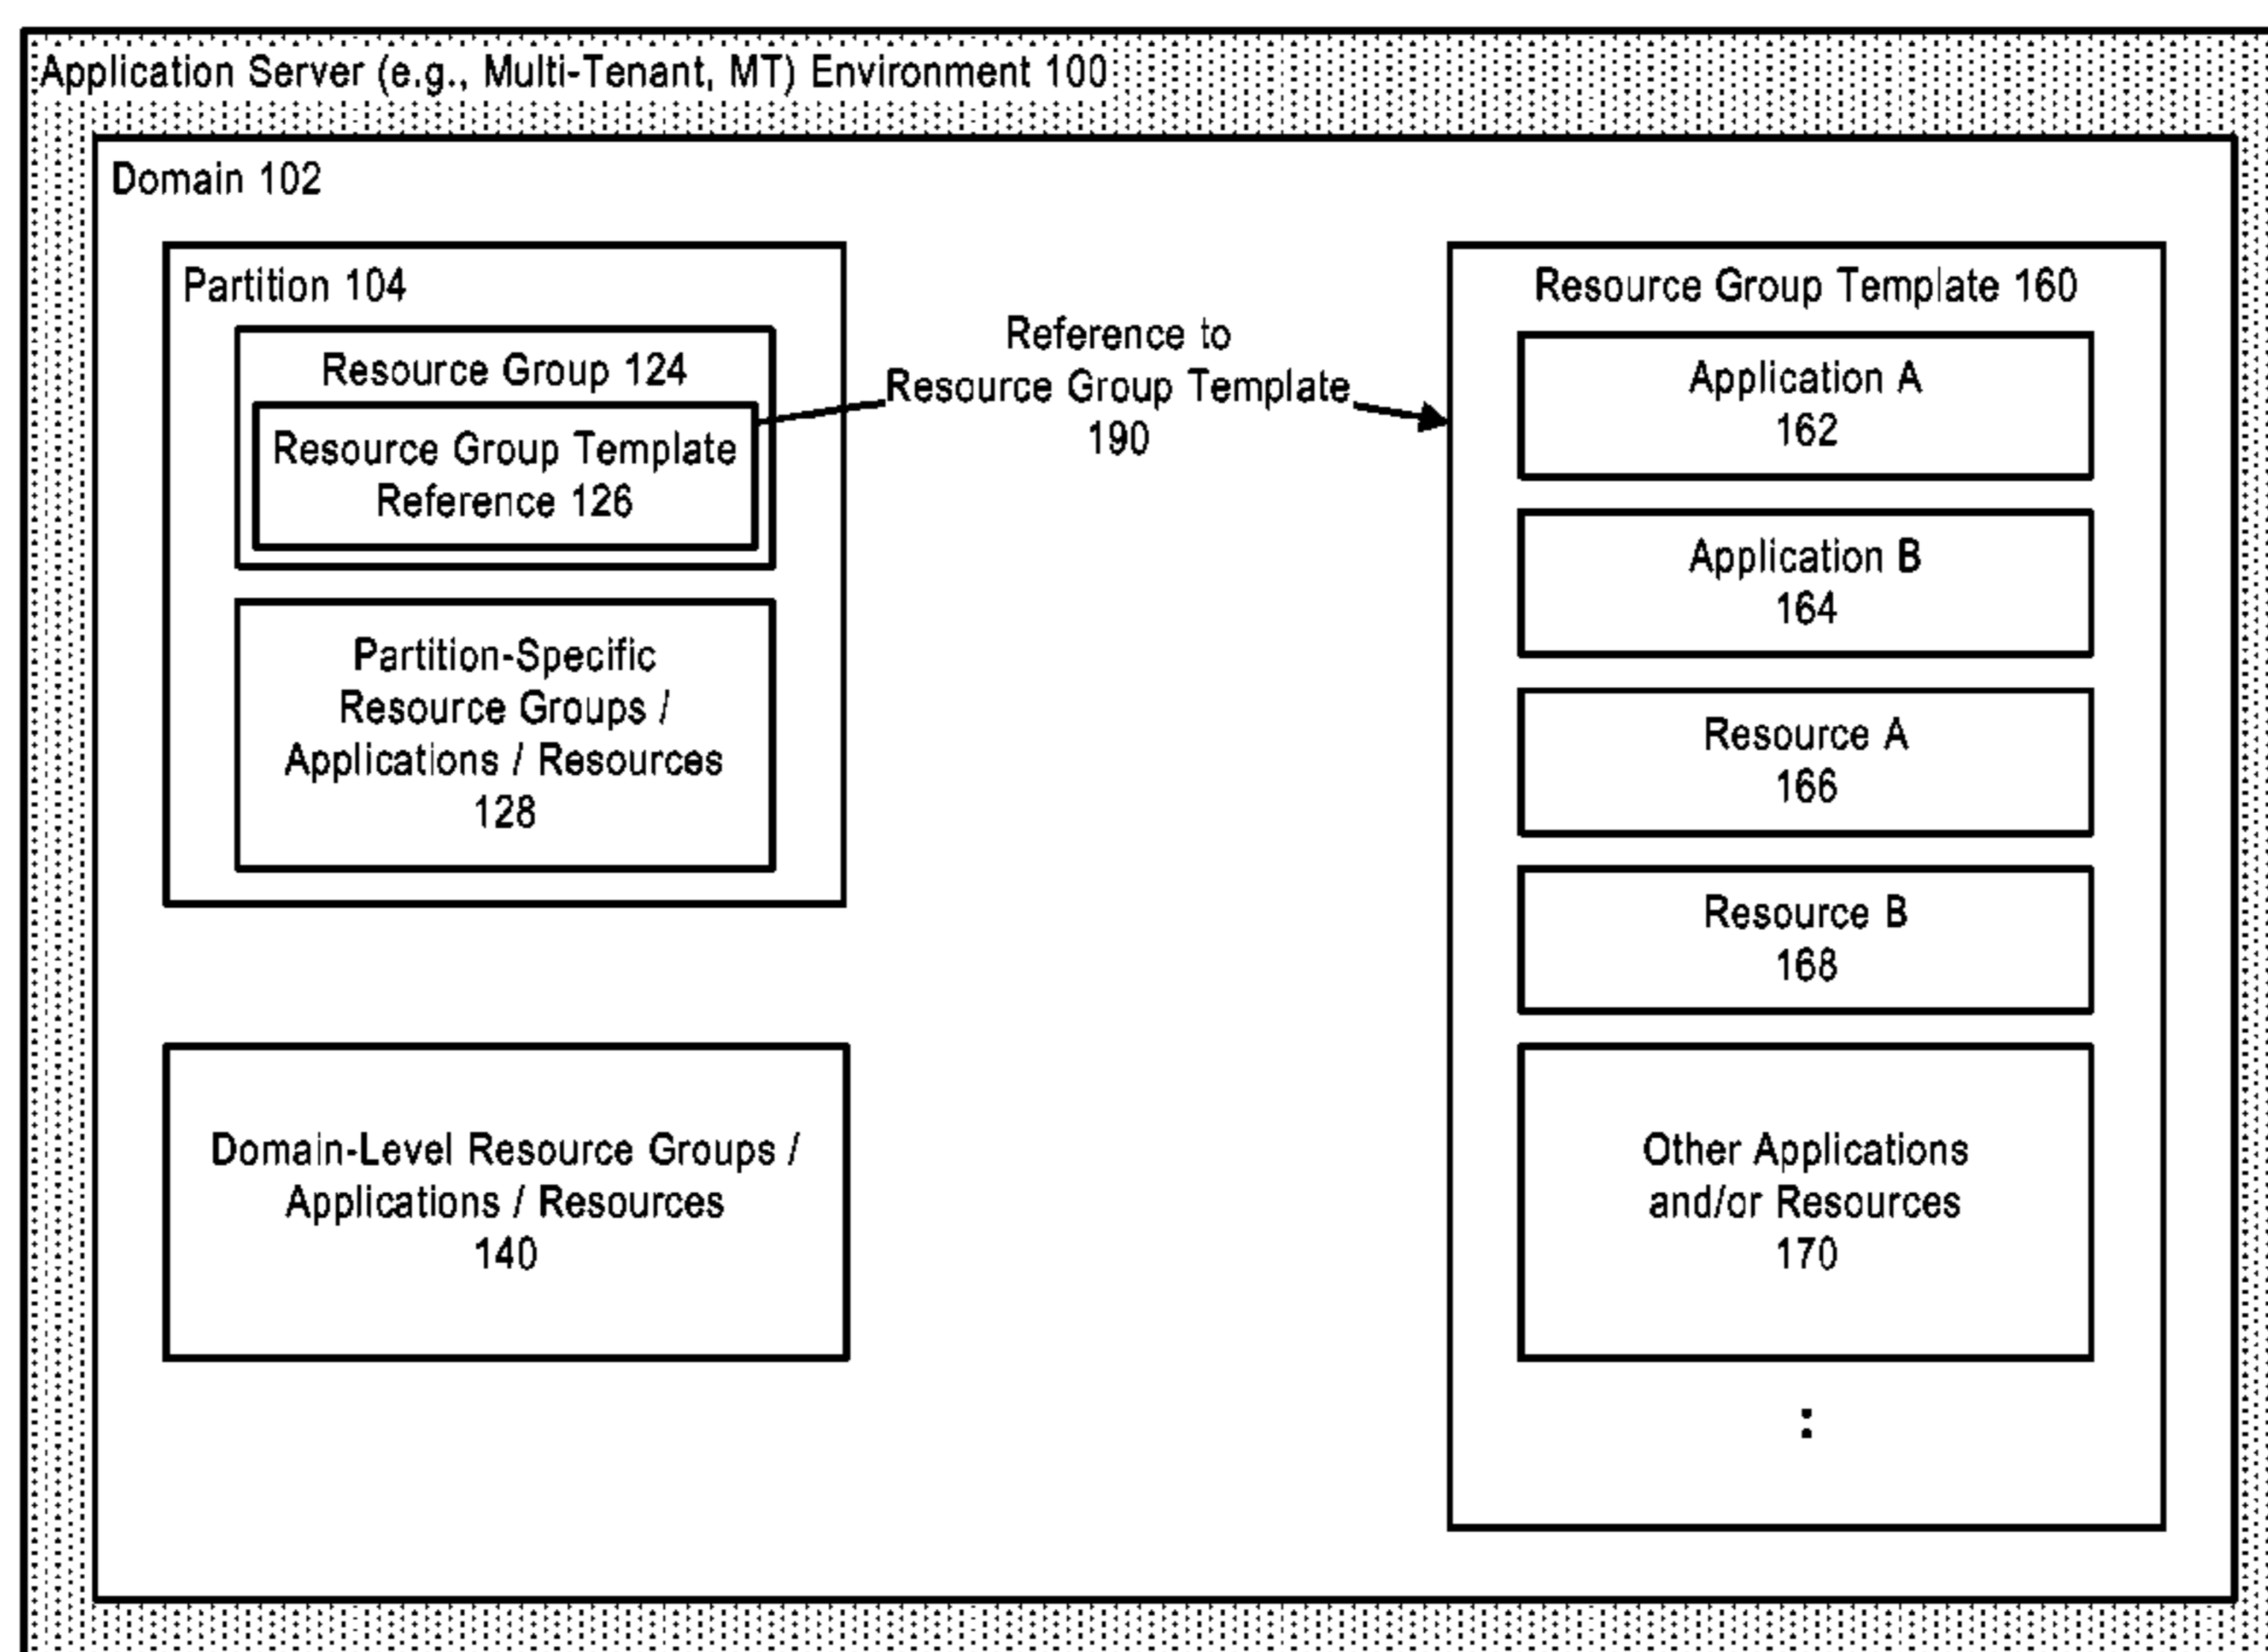 Application Server (e.g., Multi-Tenant, MT) Environment 100
Domain 102
Partition 104
Resource Group 124
Resource Group Template
Reference 126
Partition-Specific
Resource Groups /
Applications / Resources
128
Domain-Level Resource Groups /
Applications / Resources
140
Reference to
Resource Group Template
190
Resource Group Template 160
Application A
162
Application B
164
Resource A
166
Resource B
168
Other Applications
and/or Resources
170
: